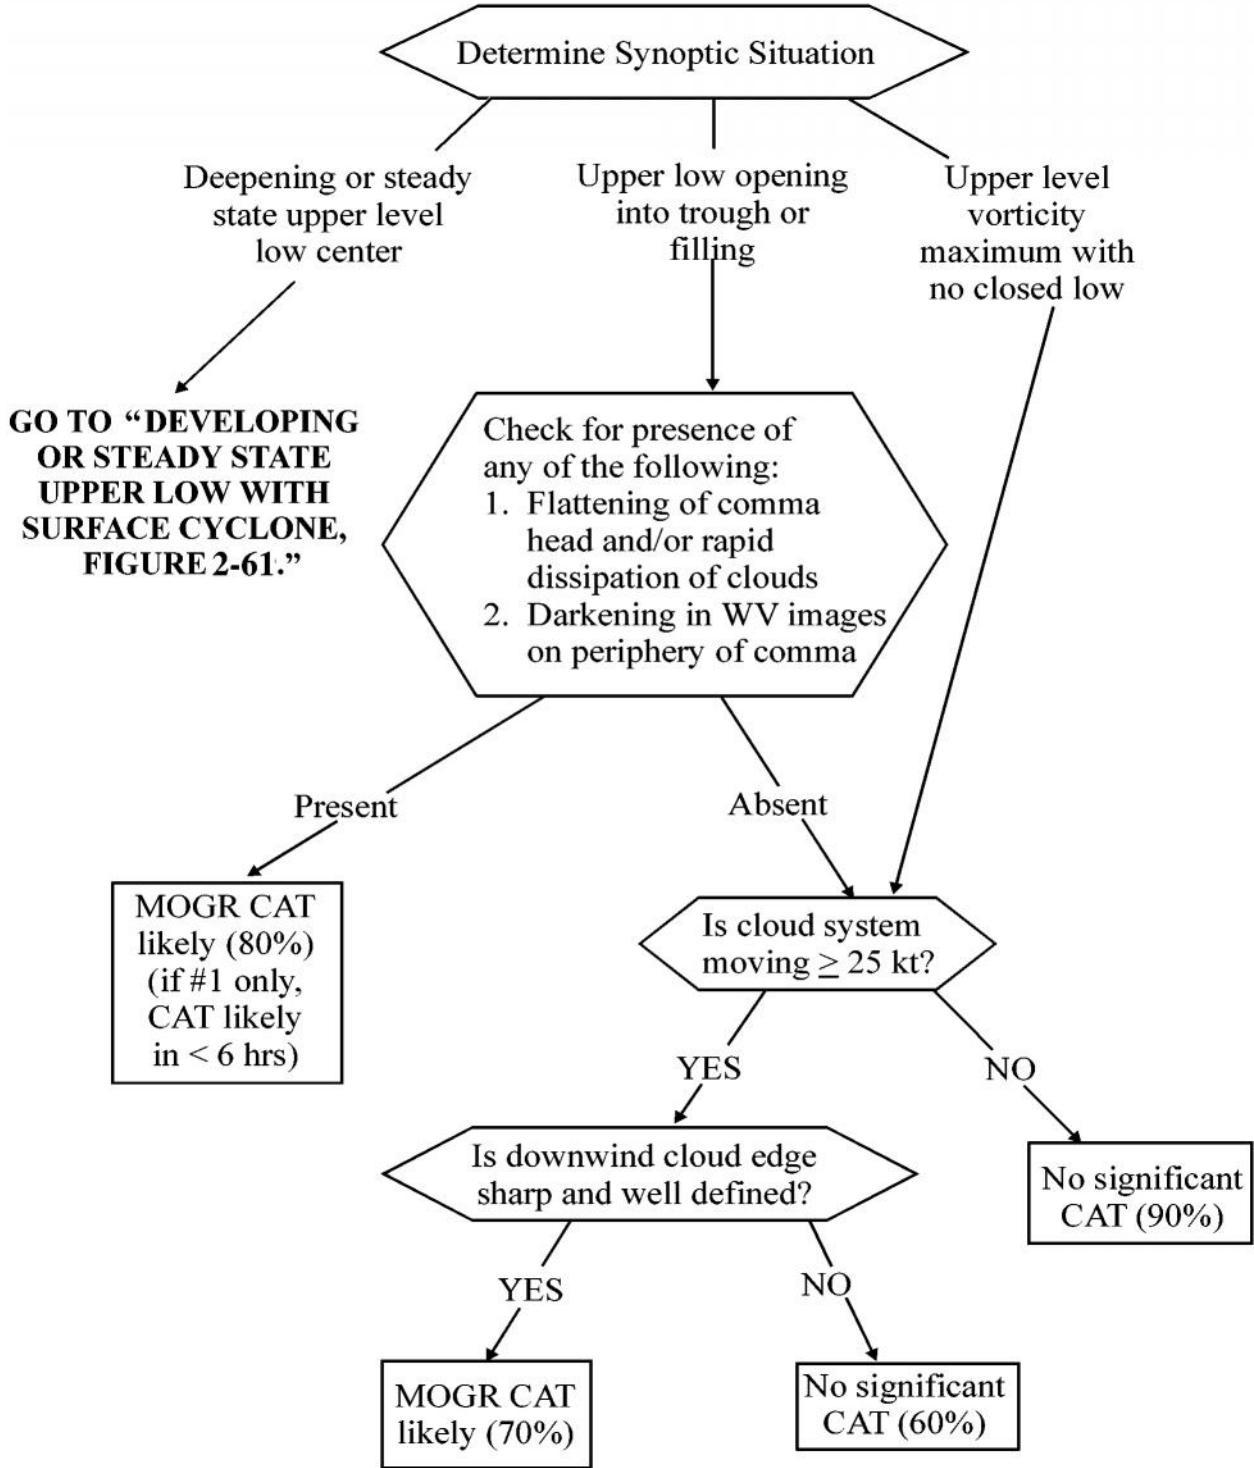 Determine Synoptic Situation
Deepening or steady
state upper level
low center
Upper low opening
into trough or
filling
Upper level
vorticity
maximum with
no closed low
GO TO “DEVELOPING
OR STEADY STATE
UPPER LOW WITH
SURFACE CYCLONE,
FIGURE 2-61.”
Check for presence of
any of the following:
1. Flattening of comma
head and/or rapid
dissipation of clouds
2. Darkening in WV images
on periphery of comma
Present
Absent
MOGR CAT
likely (80%)
(if #1 only,
CAT likely
in < 6 hrs)
Is cloud system
moving ≥ 25 kt?
YES
NO
Is downwind cloud edge
sharp and well defined?
No significant
CAT (90%)
YES
NO
MOGR CAT
likely (70%)
No significant
CAT (60%)